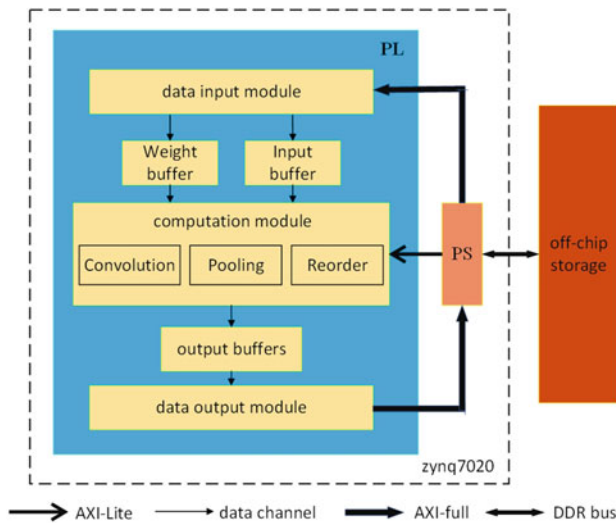 PL
data input module
Weight
buffer
Input
buffer
computation module
Convolution
Pooling
Reorder
PS
off-chip
storage
output buffers
data output module
zynq7020
AXI-Lite
data channel
AXI-full
DDR bus